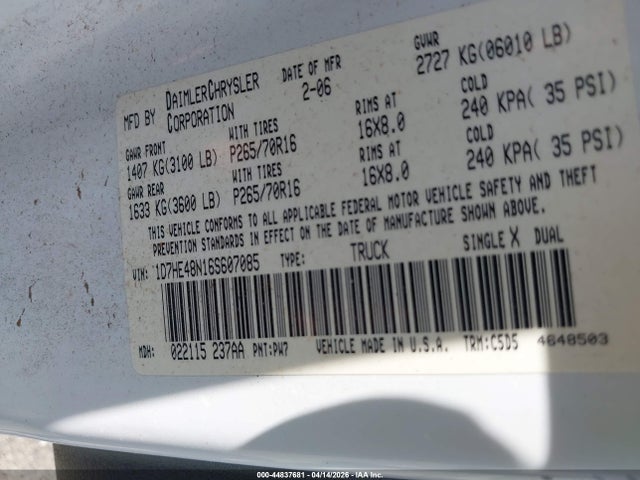 MFD BY DAIMLERCHRYSLER CORPORATION DATE OF MFR 2-06 GVWR 2727 KG(06010 LB)
GAWR FRONT WITH TIRES RIMS AT COLD
1407 KG(3100 LB) P265/70R16 16X8.0 240 KPA( 35 PSI)
GAWR REAR WITH TIRES RIMS AT COLD
1633 KG(3600 LB) P265/70R16 16X8.0 240 KPA( 35 PSI)
THIS VEHICLE CONFORMS TO ALL APPLICABLE FEDERAL MOTOR VEHICLE SAFETY AND THEFT
PREVENTION STANDARDS IN EFFECT ON THE DATE OF MANUFACTURE SHOWN ABOVE.
VIN: 1D7HE48N16S607085 TYPE: TRUCK SINGLE X DUAL
MDH: 022115 237AA PNT:PW7 VEHICLE MADE IN U.S.A. TRM:C5D5 4648503
00-44837681 - 04/14/2026 - IAA Inc.